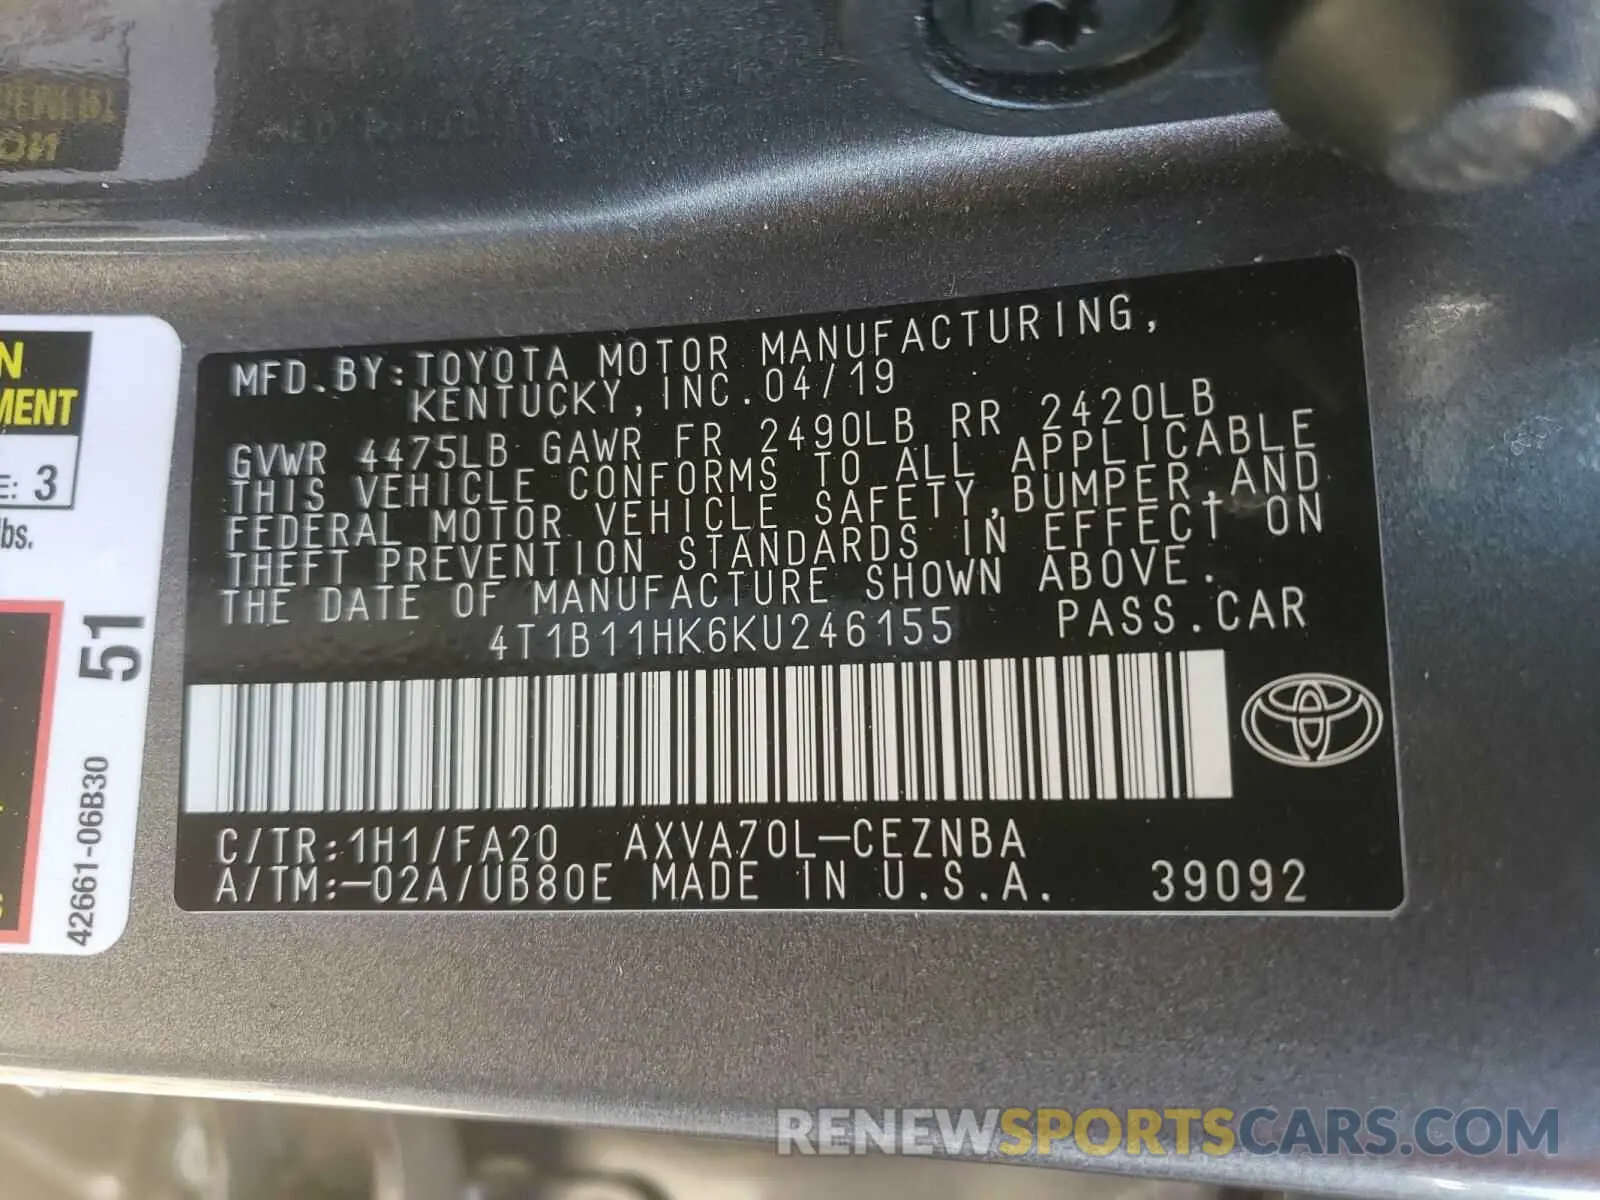 N
MENT
E: 3
lbs.
51
42661-06B30
MFD.BY:TOYOTA MOTOR MANUFACTURING,
KENTUCKY,INC.04/19
GVWR 4475LB GAWR FR 2490LB RR 2420LB
THIS VEHICLE CONFORMS TO ALL APPLICABLE
FEDERAL MOTOR VEHICLE SAFETY,BUMPER,AND
THEFT PREVENTION STANDARDS IN EFFECT ON
THE DATE OF MANUFACTURE SHOWN ABOVE.
4T1B11HK6KU246155 PASS.CAR
C/TR:1H1/FA20 AXVA70L-CEZNBA
A/TM:-02A/UB80E MADE IN U.S.A. 39092
RENEWSPORTSCARS.COM